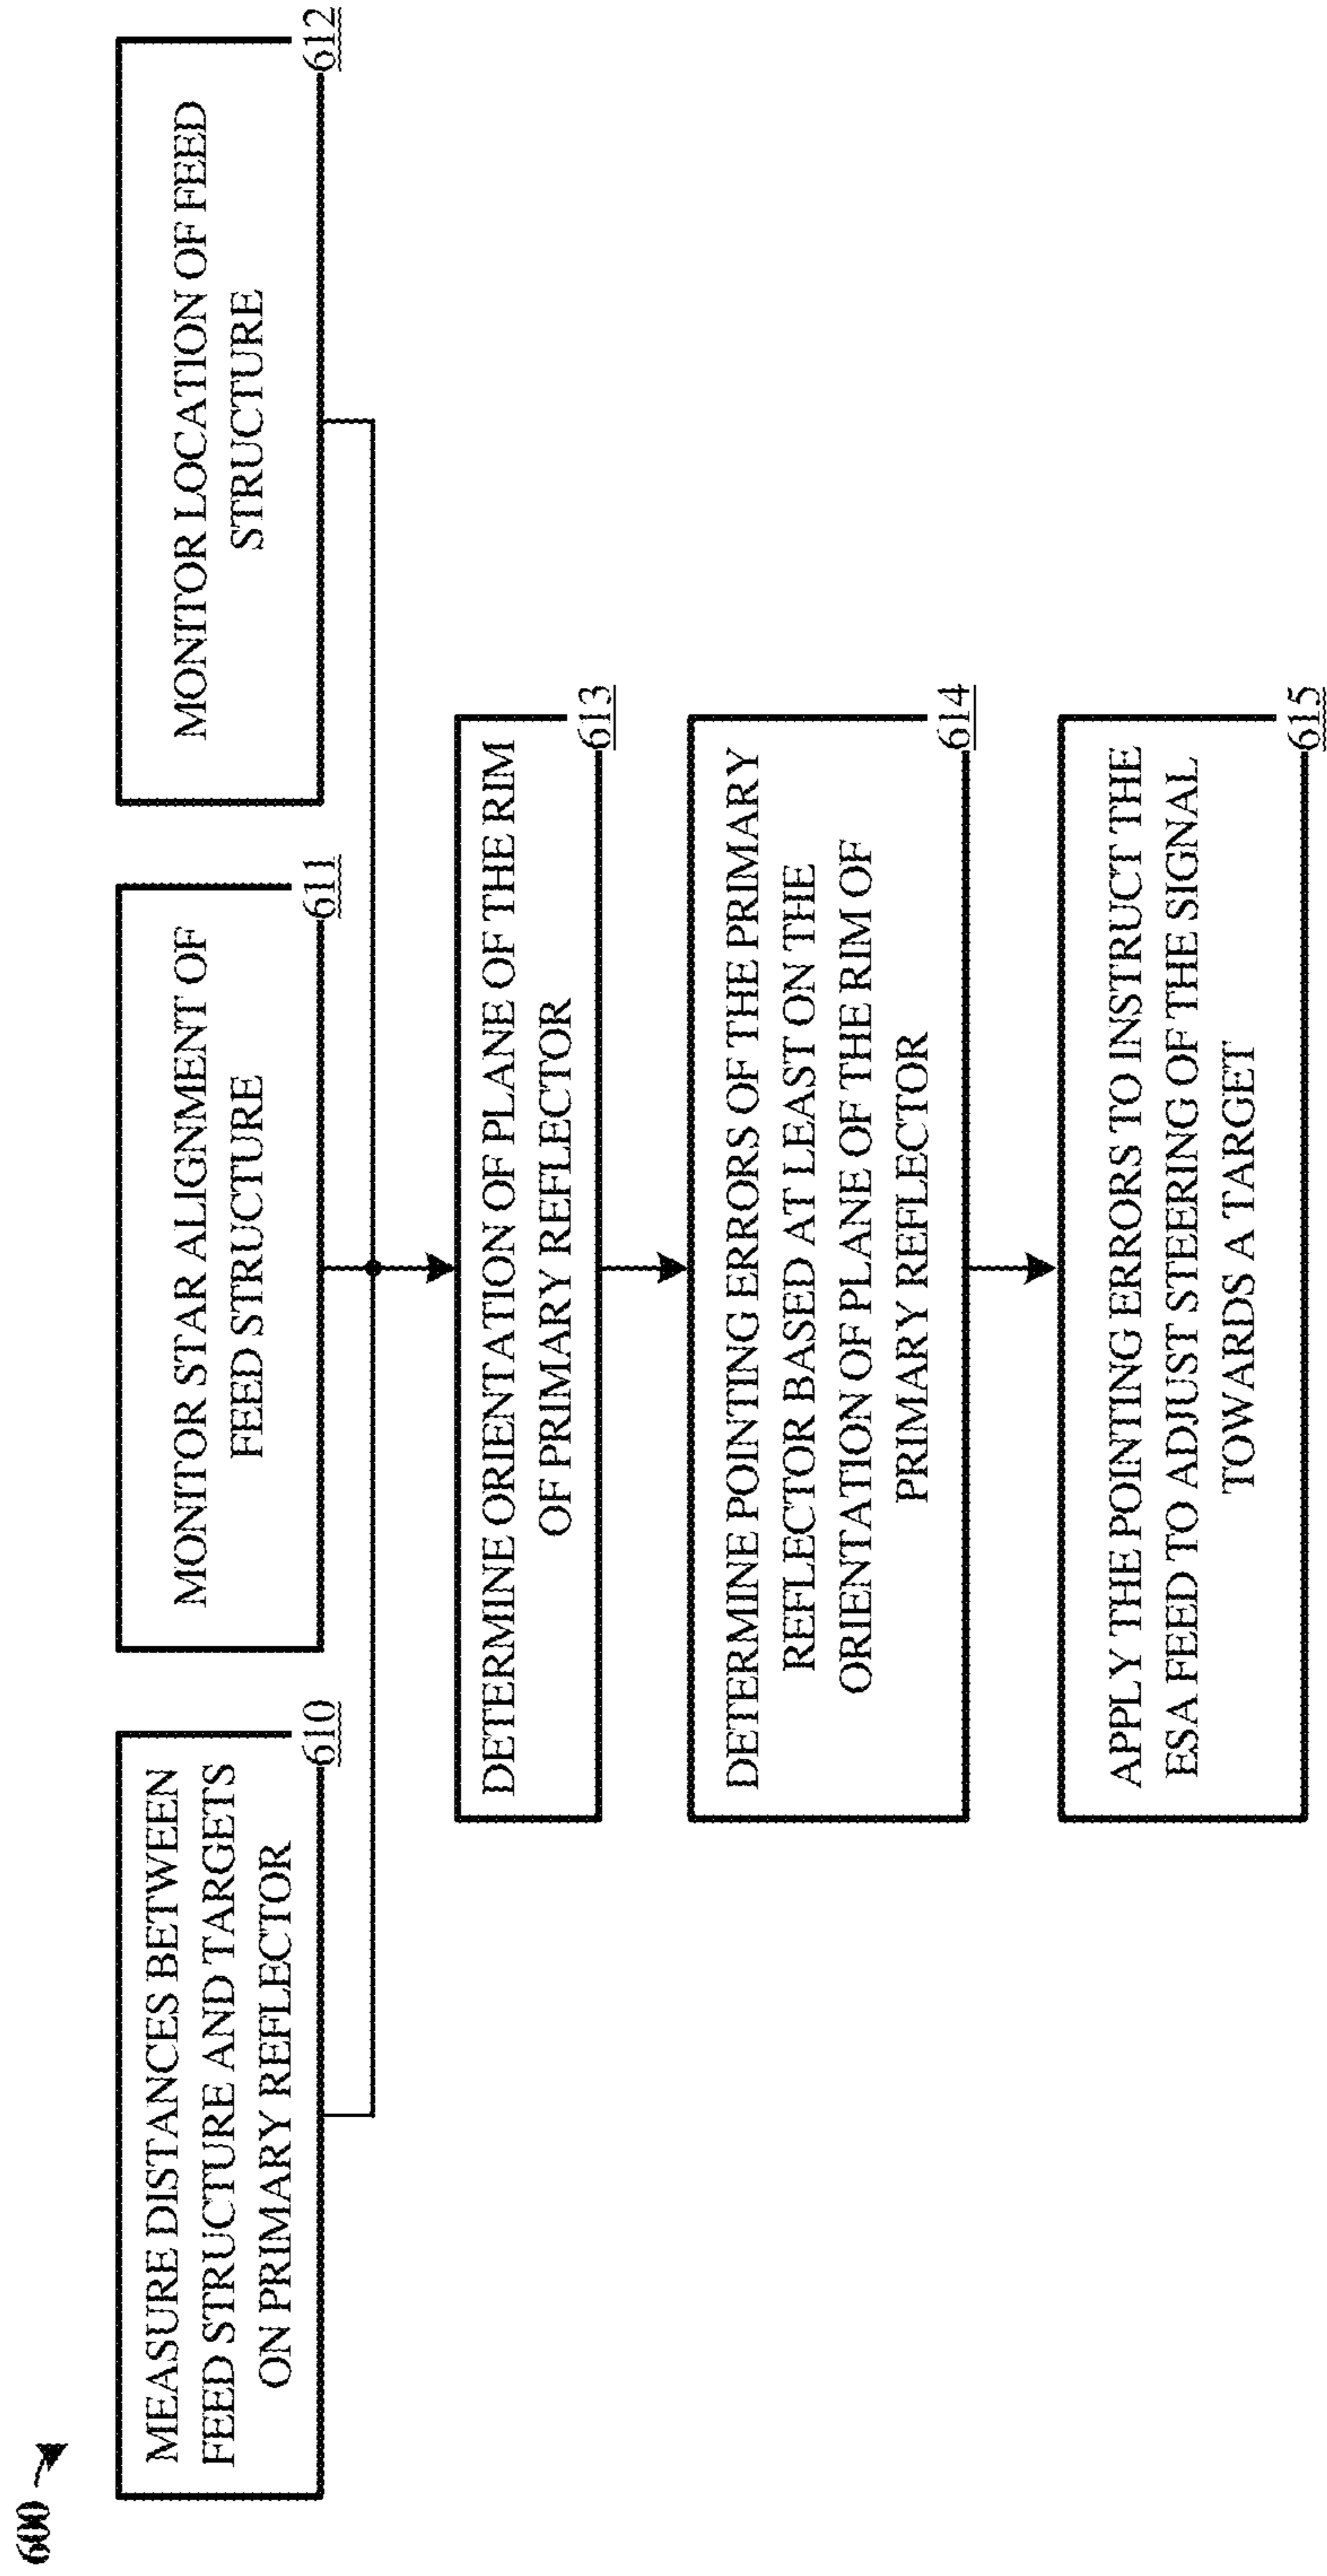 600
MEASURE DISTANCES BETWEEN
FEED STRUCTURE AND TARGETS
ON PRIMARY REFLECTOR
610
MONITOR STAR ALIGNMENT OF
FEED STRUCTURE
611
MONITOR LOCATION OF FEED
STRUCTURE
612
DETERMINE ORIENTATION OF PLANE OF THE RIM
OF PRIMARY REFLECTOR
613
DETERMINE POINTING ERRORS OF THE PRIMARY
REFLECTOR BASED AT LEAST ON THE
ORIENTATION OF PLANE OF THE RIM OF
PRIMARY REFLECTOR
614
APPLY THE POINTING ERRORS TO INSTRUCT THE
ESA FEED TO ADJUST STEERING OF THE SIGNAL
TOWARDS A TARGET
615